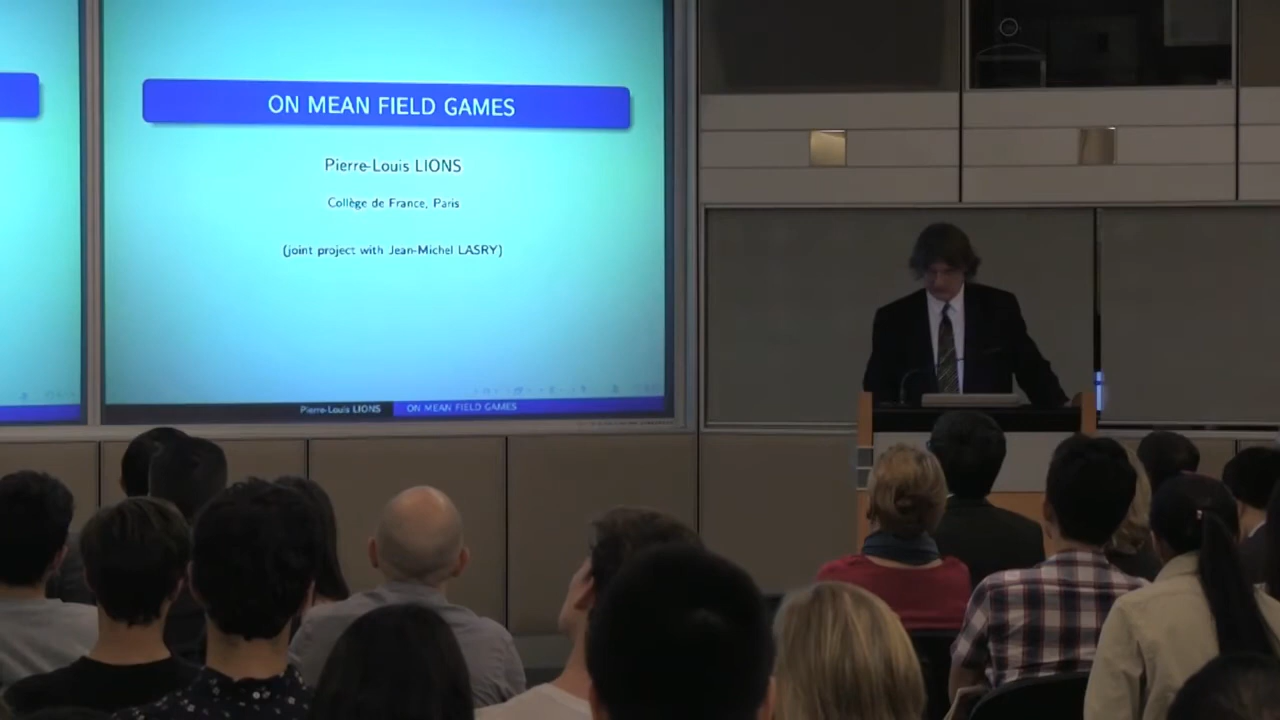 ON MEAN FIELD GAMES
Pierre-Louis LIONS
Collège de France, Paris
(joint project with Jean-Michel LASRY)
Pierre-Louis LIONS
ON MEAN FIELD GAMES